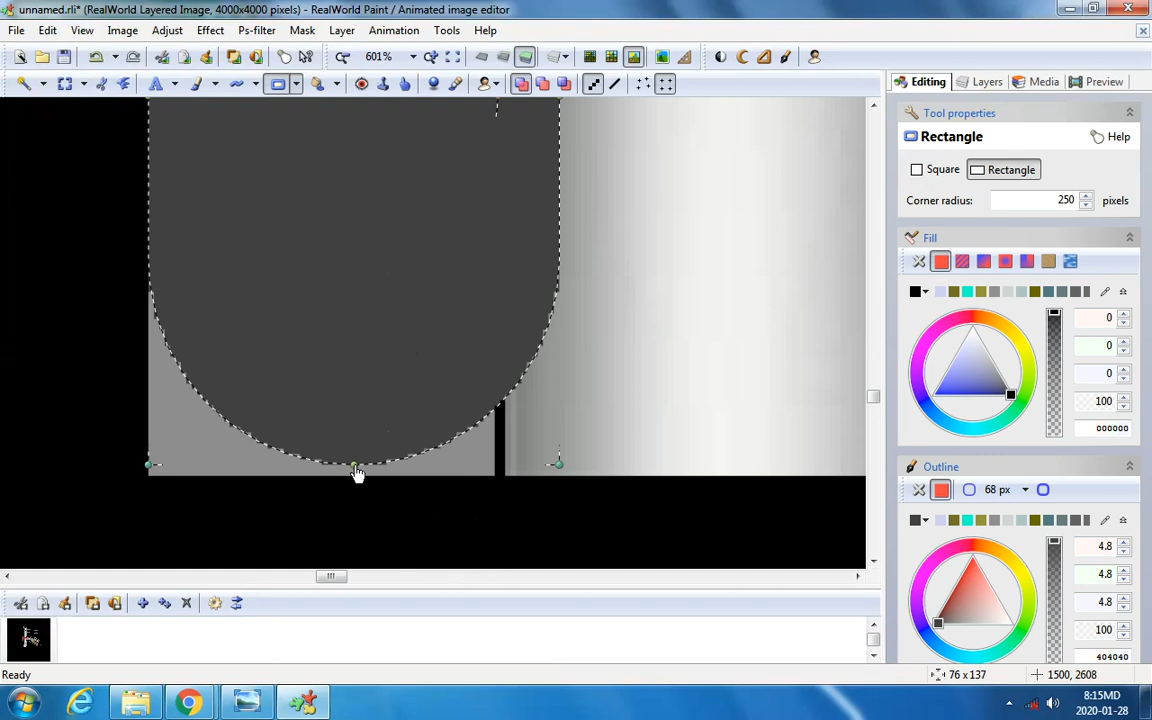 unnamed.rli* (RealWorld Layered Image, 4000x4000 pixels) - RealWorld Paint / Animated image editor
File Edit View Image Adjust Effect Ps-filter Mask Layer Animation Tools Help
601%
Editing Layers Media Preview
Tool properties
Rectangle Help
Square Rectangle
Corner radius: 250 pixels
Fill
0
0
0
100
000000
Outline
68 px
4.8
4.8
4.8
100
404040
Ready 76 x 137 1500, 2608
8:15MD
2020-01-28